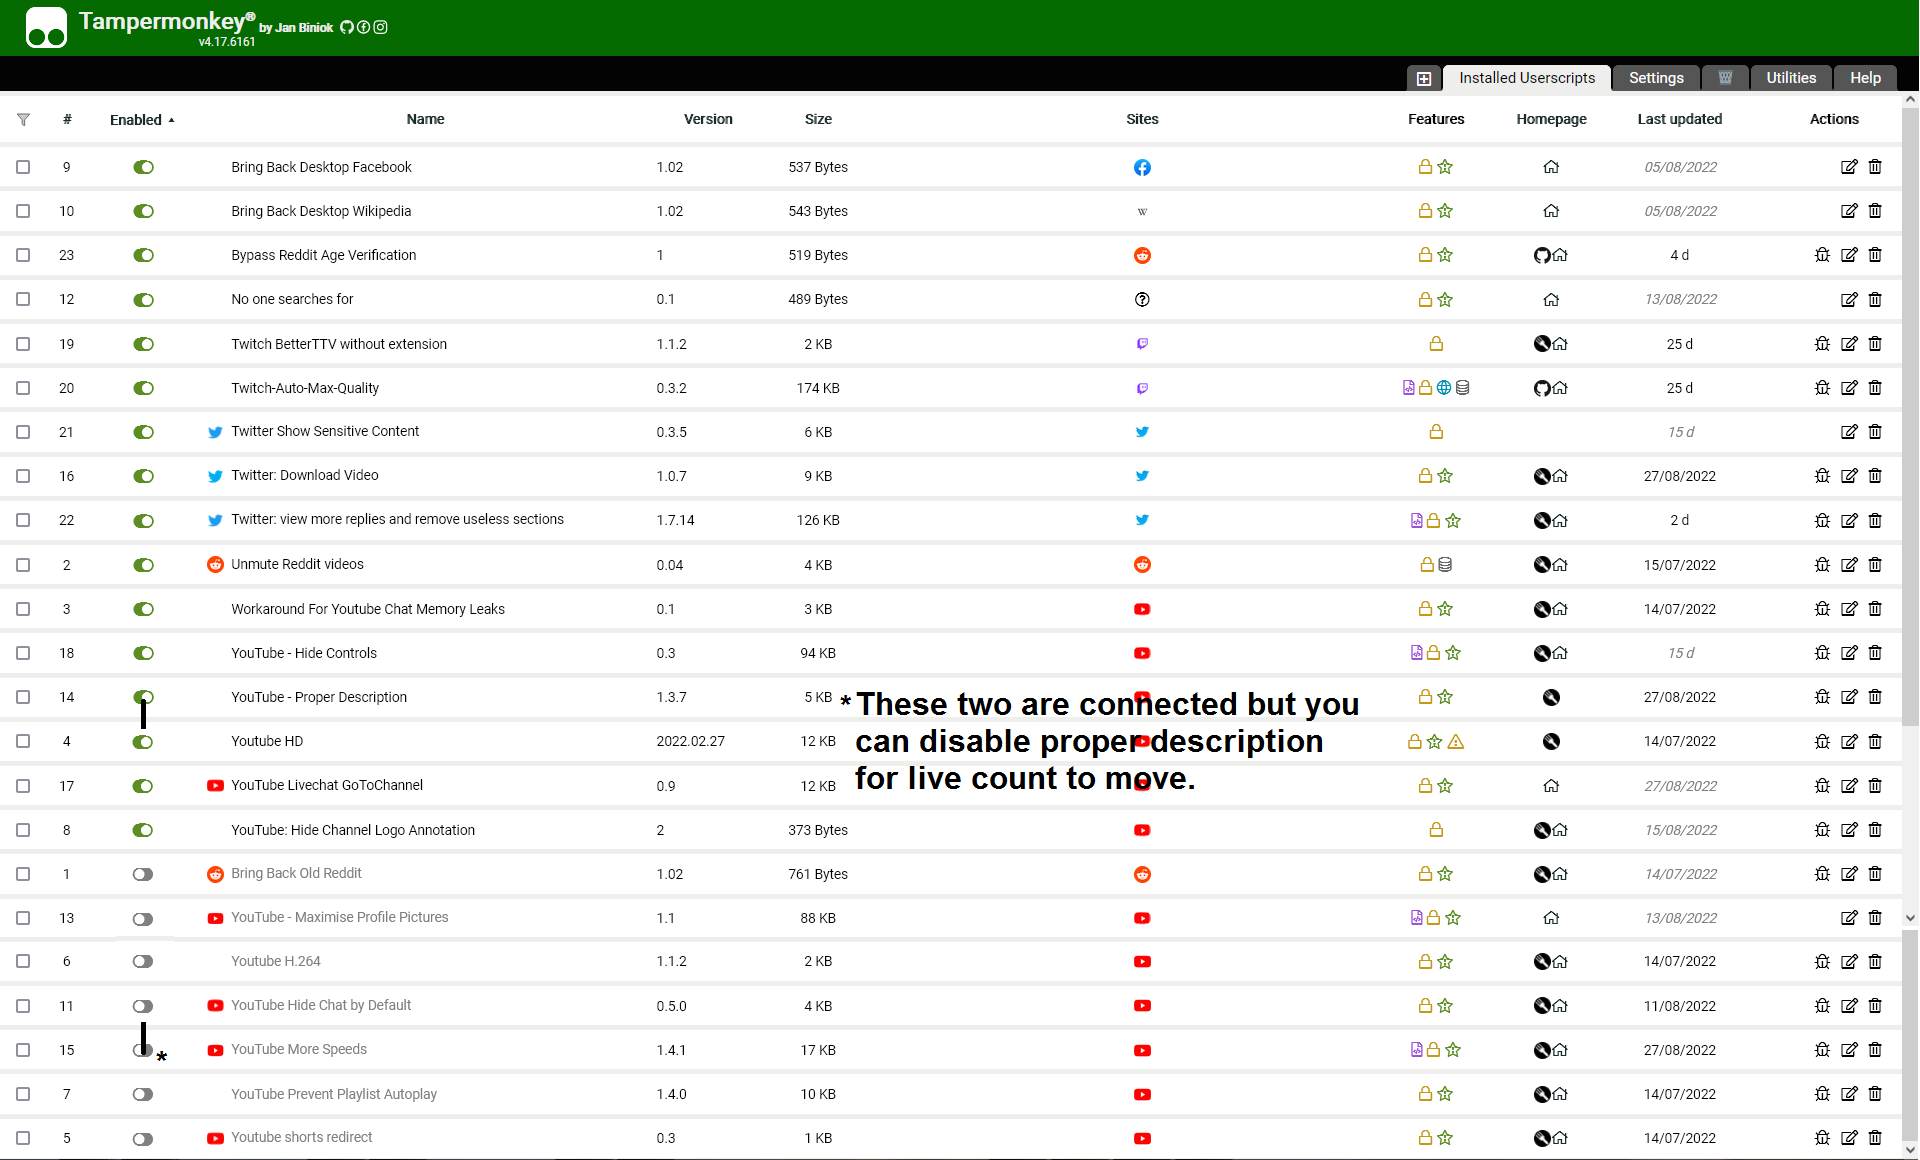 Tampermonkey® by Jan Biniok
v4.17.6161
Installed Userscripts Settings Utilities Help
# Enabled Name Version Size Sites Features Homepage Last updated Actions
9 Bring Back Desktop Facebook 1.02 537 Bytes 05/08/2022
10 Bring Back Desktop Wikipedia 1.02 543 Bytes W 05/08/2022
23 Bypass Reddit Age Verification 1 519 Bytes 4 d
12 No one searches for 0.1 489 Bytes 13/08/2022
19 Twitch BetterTTV without extension 1.1.2 2 KB 25 d
20 Twitch-Auto-Max-Quality 0.3.2 174 KB 25 d
21 Twitter Show Sensitive Content 0.3.5 6 KB 15 d
16 Twitter: Download Video 1.0.7 9 KB 27/08/2022
22 Twitter: view more replies and remove useless sections 1.7.14 126 KB 2 d
2 Unmute Reddit videos 0.04 4 KB 15/07/2022
3 Workaround For Youtube Chat Memory Leaks 0.1 3 KB 14/07/2022
18 YouTube - Hide Controls 0.3 94 KB 15 d
14 YouTube - Proper Description 1.3.7 5 KB 27/08/2022
* These two are connected but you
4 Youtube HD 2022.02.27 12 KB 14/07/2022
can disable proper description
17 YouTube Livechat GoToChannel 0.9 12 KB 27/08/2022
for live count to move.
8 YouTube: Hide Channel Logo Annotation 2 373 Bytes 15/08/2022
1 Bring Back Old Reddit 1.02 761 Bytes 14/07/2022
13 YouTube - Maximise Profile Pictures 1.1 88 KB 13/08/2022
6 Youtube H.264 1.1.2 2 KB 14/07/2022
11 YouTube Hide Chat by Default 0.5.0 4 KB 11/08/2022
15 * YouTube More Speeds 1.4.1 17 KB 27/08/2022
7 YouTube Prevent Playlist Autoplay 1.4.0 10 KB 14/07/2022
5 Youtube shorts redirect 0.3 1 KB 14/07/2022